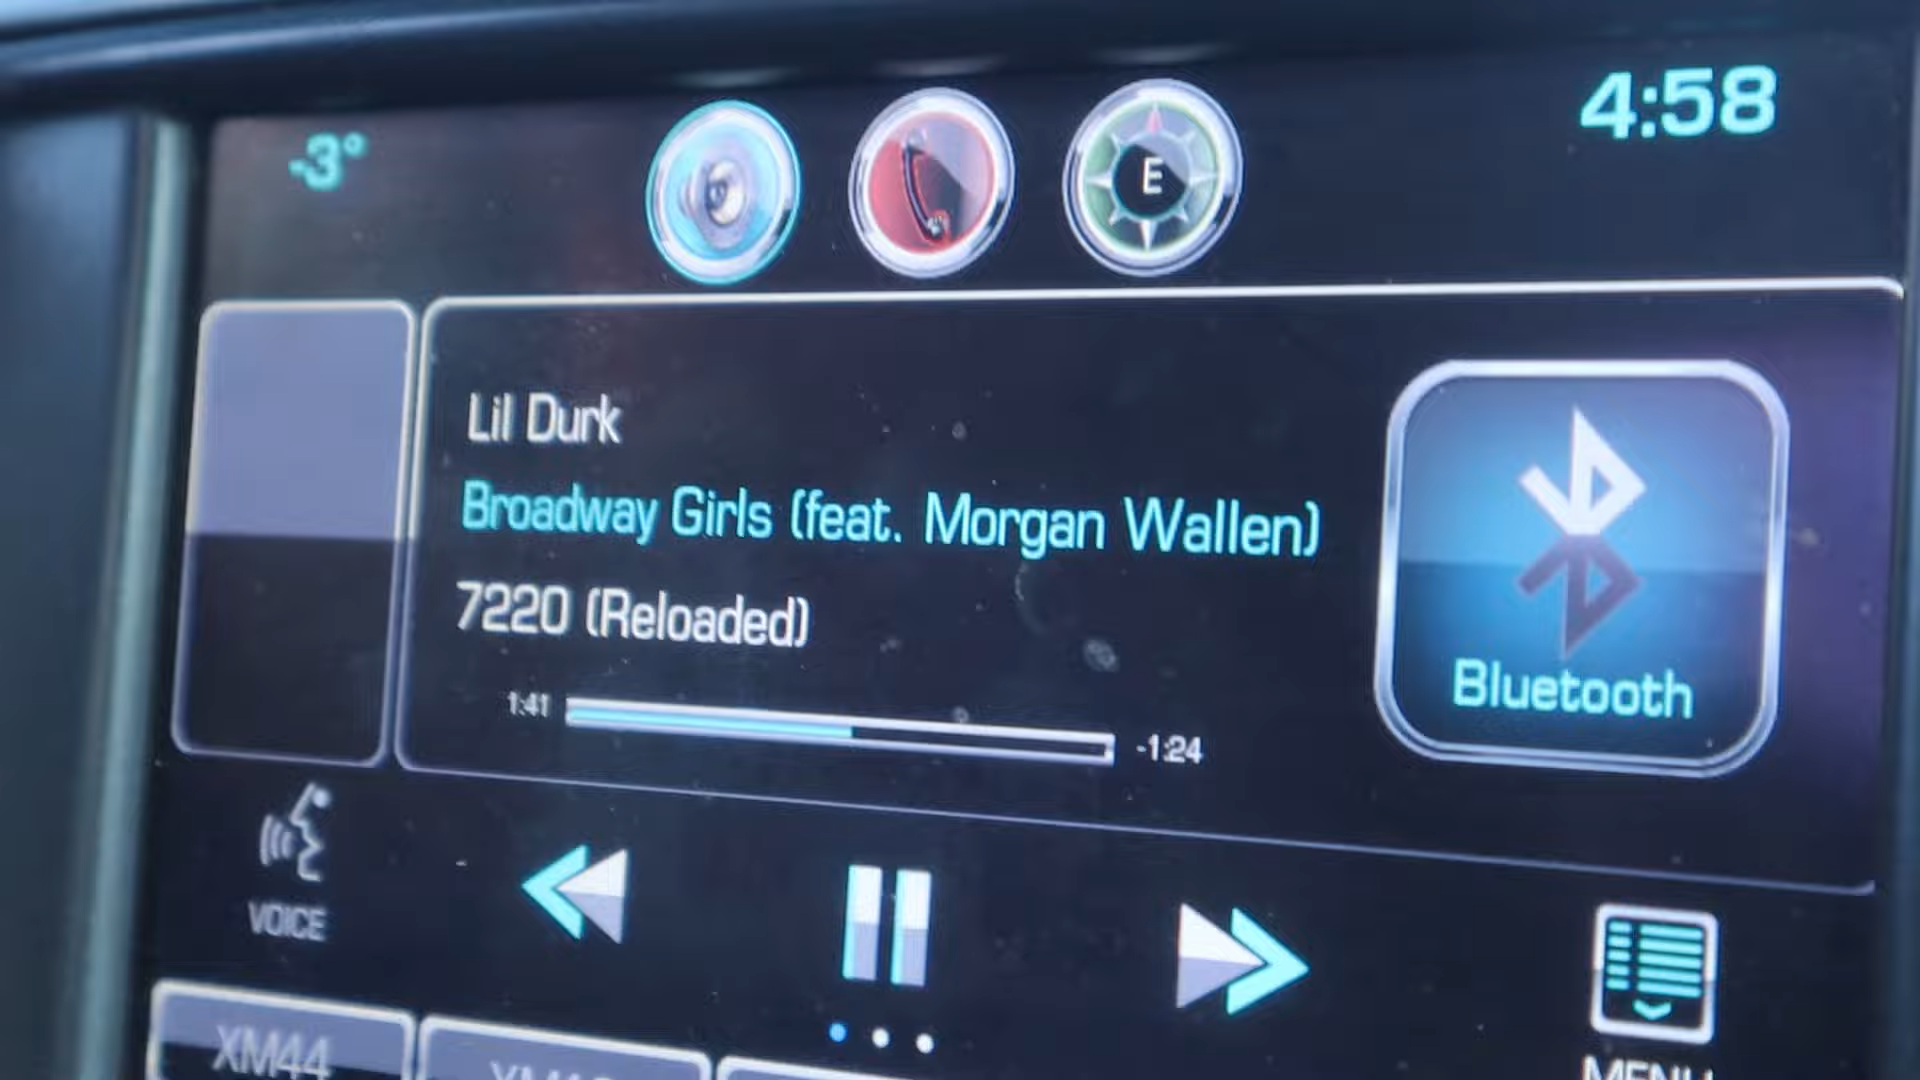 -3°
E
4:58
Lil Durk
Broadway Girls (feat. Morgan Wallen)
7220 (Reloaded)
1:41
-1:24
Bluetooth
VOICE
MENU
XM44